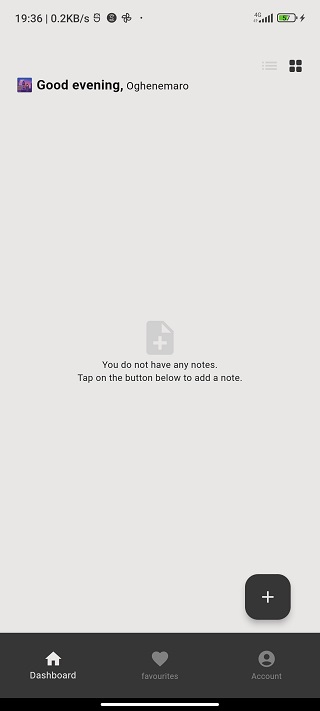 19:36 | 0.2KB/s
4G
57
Good evening, Oghenemaro
You do not have any notes.
Tap on the button below to add a note.
Dashboard
favourites
Account